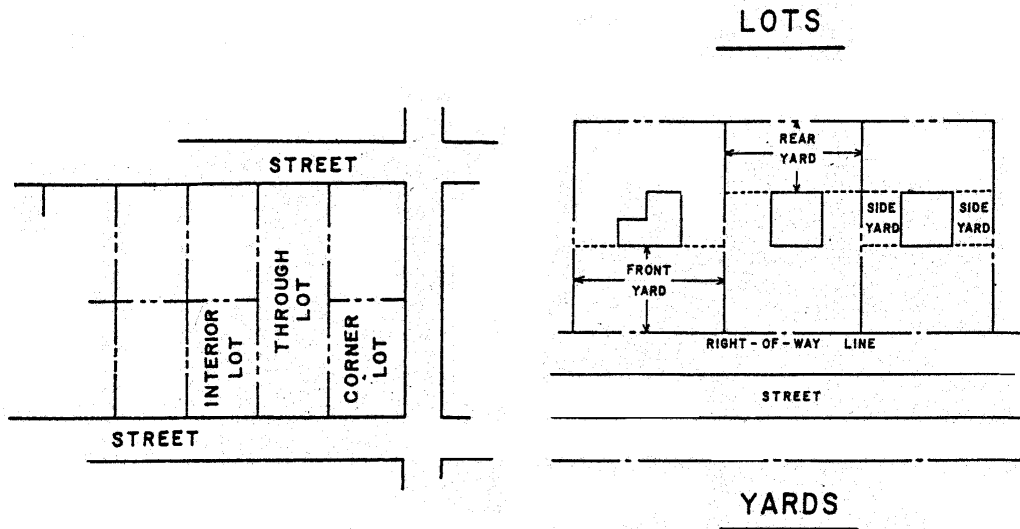 LOTS
STREET
INTERIOR
LOT
THROUGH
LOT
CORNER
LOT
STREET
REAR
YARD
SIDE
YARD
SIDE
YARD
FRONT
YARD
RIGHT-OF-WAY LINE
STREET
YARDS